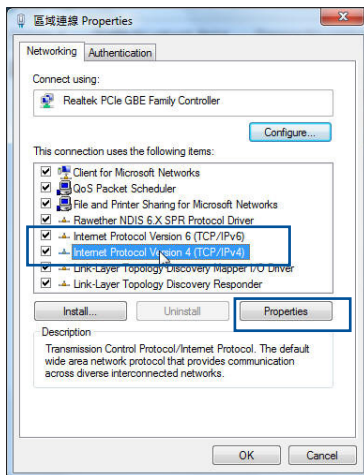 區域連線 Properties
Networking Authentication
Connect using:
Realtek PCIe GBE Family Controller
Configure...
This connection uses the following items:
Client for Microsoft Networks
QoS Packet Scheduler
File and Printer Sharing for Microsoft Networks
Rawether NDIS 6.X SPR Protocol Driver
Internet Protocol Version 6 (TCP/IPv6)
Internet Protocol Version 4 (TCP/IPv4)
Link-Layer Topology Discovery Mapper I/O Driver
Link-Layer Topology Discovery Responder
Install... Uninstall Properties
Description
Transmission Control Protocol/Internet Protocol. The default
wide area network protocol that provides communication
across diverse interconnected networks.
OK Cancel